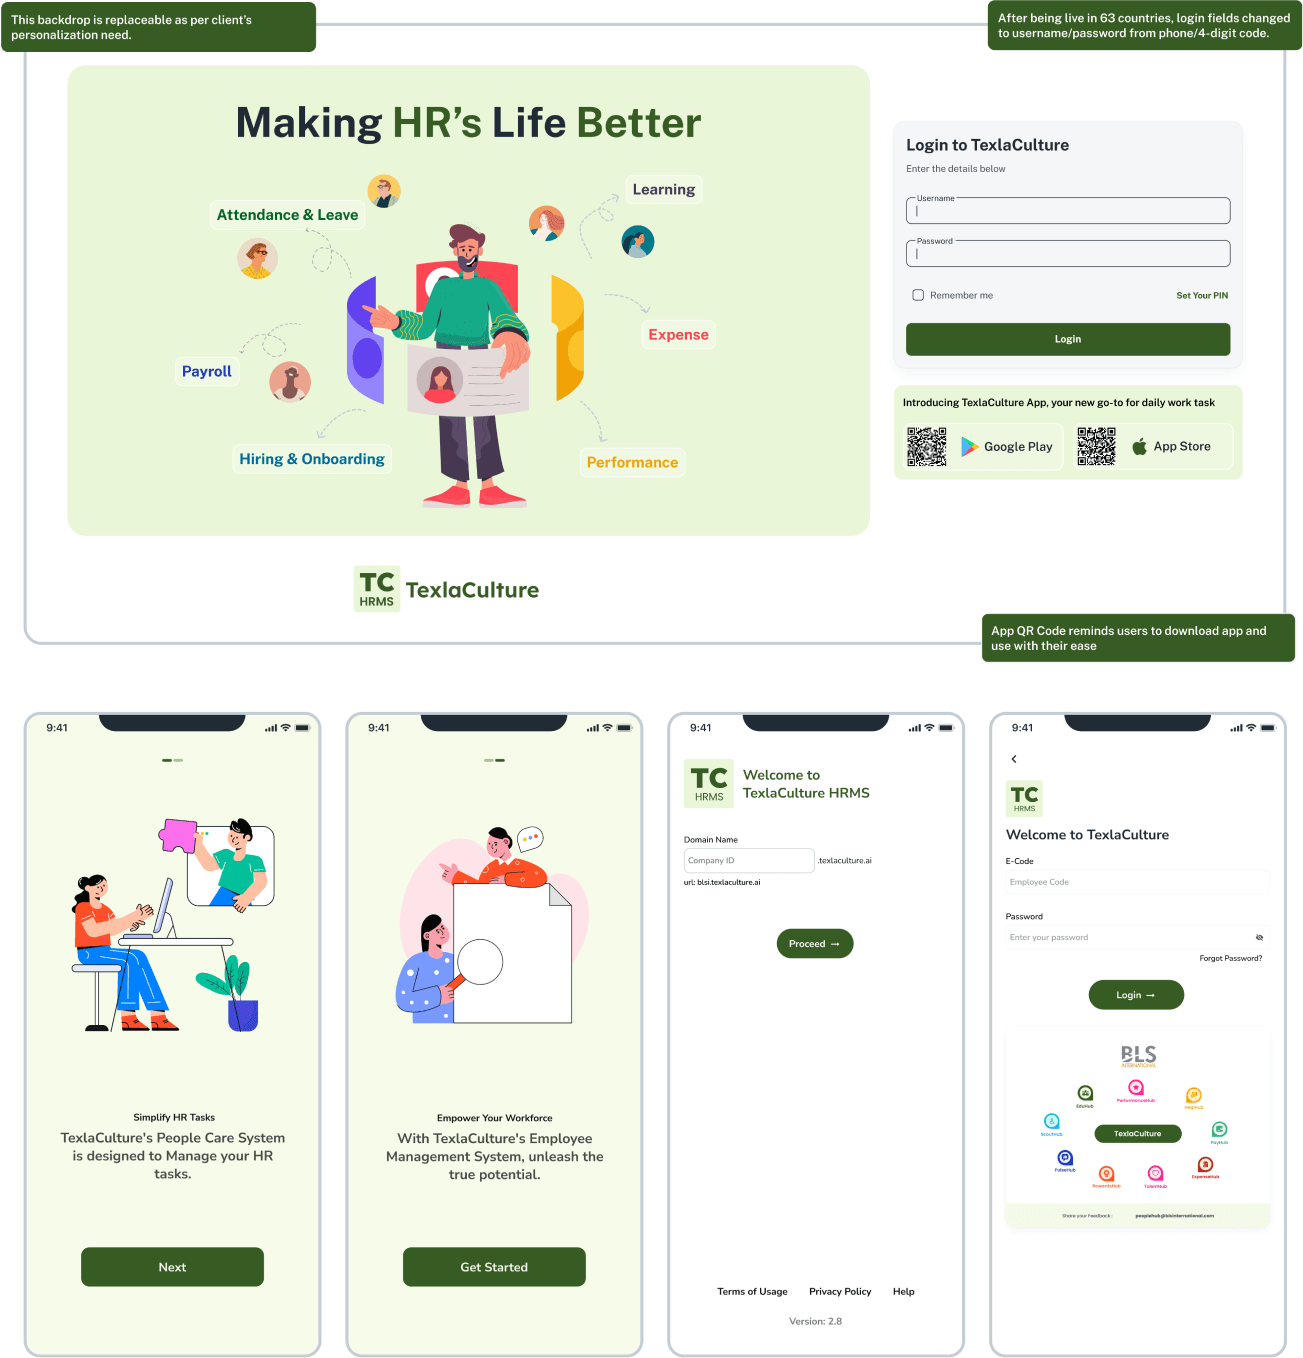 This backdrop is replaceable as per client's
personalization need.
After being live in 63 countries, login fields changed
to username/password from phone/4-digit code.
Making HR's Life Better
Attendance & Leave
Learning
Expense
Payroll
Hiring & Onboarding
Performance
TC
HRMS
TexlaCulture
Login to TexlaCulture
Enter the details below
Username
Password
Remember me
Set Your PIN
Login
Introducing TexlaCulture App, your new go-to for daily work task
Google Play
App Store
App QR Code reminds users to download app and
use with their ease
9:41
Simplify HR Tasks
TexlaCulture's People Care System
is designed to Manage your HR
tasks.
Next
9:41
Empower Your Workforce
With TexlaCulture's Employee
Management System, unleash the
true potential.
Get Started
9:41
TC
HRMS
Welcome to
TexlaCulture HRMS
Domain Name
Company ID
.texlaculture.ai
url: blsi.texlaculture.ai
Proceed →
Terms of Usage
Privacy Policy
Help
Version: 2.8
9:41
TC
HRMS
Welcome to TexlaCulture
E-Code
Employee Code
Password
Enter your password
Forgot Password?
Login →
BLS
INTERNATIONAL
EduHub
PerformanceHub
HelpHub
ScoutHub
TexlaCulture
PayHub
PulseHub
RewardsHub
TalentHub
ExpenseHub
Share your feedback:
peoplehub@blsinternational.com